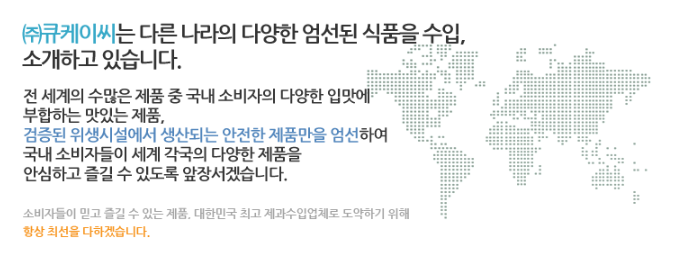 ㈜큐케이씨는 다른 나라의 다양한 엄선된 식품을 수입,
소개하고 있습니다.
전 세계의 수많은 제품 중 국내 소비자의 다양한 입맛에
부합하는 맛있는 제품,
검증된 위생시설에서 생산되는 안전한 제품만을 엄선하여
국내 소비자들이 세계 각국의 다양한 제품을
안심하고 즐길 수 있도록 앞장서겠습니다.
소비자들이 믿고 즐길 수 있는 제품. 대한민국 최고 제과수입업체로 도약하기 위해
항상 최선을 다하겠습니다.